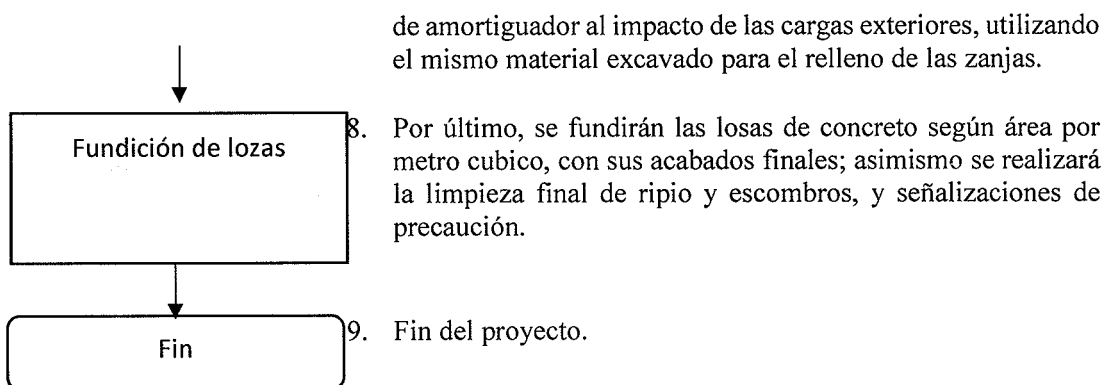 de amortiguador al impacto de las cargas exteriores, utilizando
el mismo material excavado para el relleno de las zanjas.
Fundición de lozas
8. Por último, se fundirán las losas de concreto según área por
metro cubico, con sus acabados finales; asimismo se realizará
la limpieza final de ripio y escombros, y señalizaciones de
precaución.
Fin
9. Fin del proyecto.